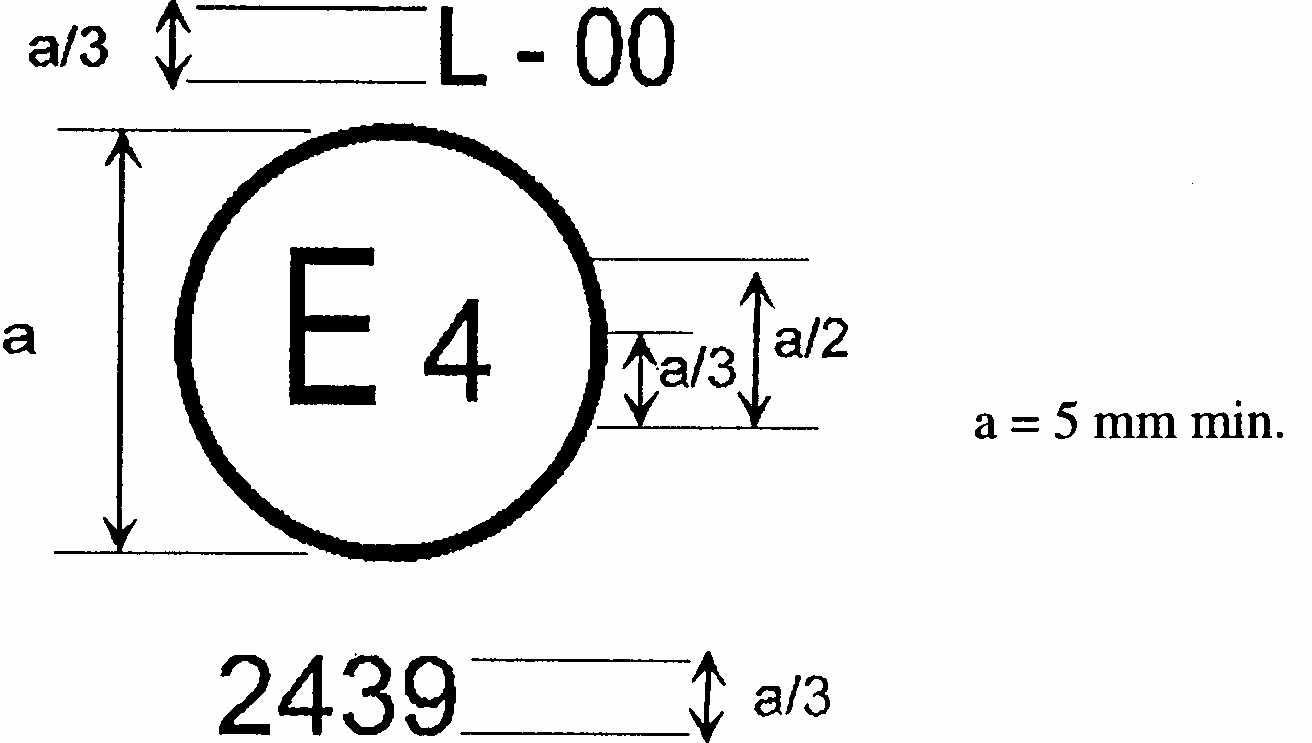 a/3 L - 00
a E 4 a/3 a/2
a = 5 mm min.
2439 a/3